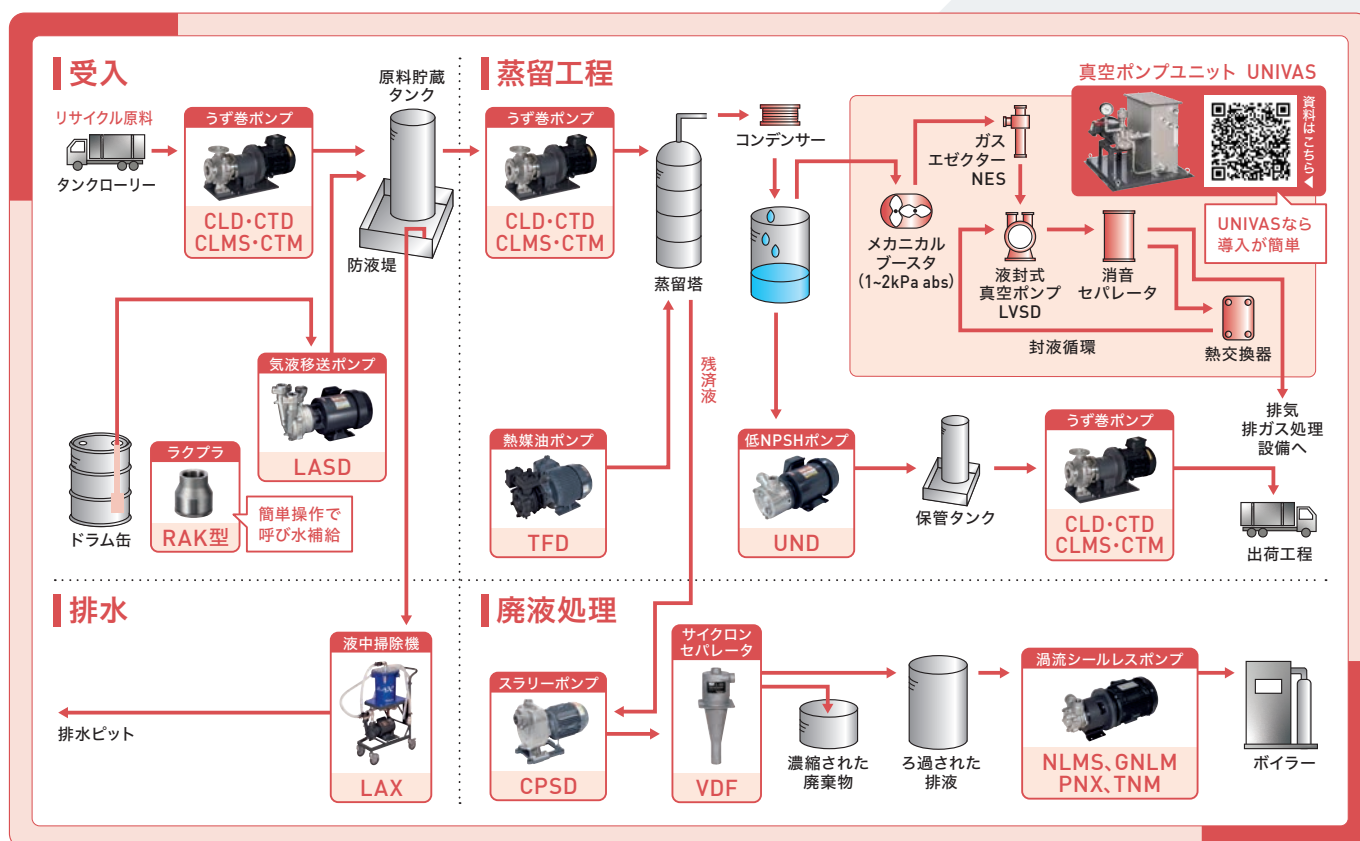 受入
リサイクル原料
タンクローリー
うず巻ポンプ
CLD・CTD
CLMS・CTM
原料貯蔵
タンク
防液堤
気液移送ポンプ
LASD
ドラム缶
ラクプラ
RAK型
簡単操作で
呼び水補給
蒸留工程
うず巻ポンプ
CLD・CTD
CLMS・CTM
蒸留塔
コンデンサー
残済液
熱媒油ポンプ
TFD
真空ポンプユニット UNIVAS
資料はこちら◀
UNIVASなら
導入が簡単
メカニカル
ブースタ
(1~2kPa abs)
ガス
エゼクター
NES
液封式
真空ポンプ
LVSD
消音
セパレータ
熱交換器
封液循環
排気
排ガス処理
設備へ
低NPSHポンプ
UND
保管タンク
うず巻ポンプ
CLD・CTD
CLMS・CTM
出荷工程
排水
液中掃除機
LAX
排水ピット
廃液処理
スラリーポンプ
CPSD
サイクロン
セパレータ
VDF
濃縮された
廃棄物
ろ過された
排液
渦流シールレスポンプ
NLMS、GNLM
PNX、TNM
ボイラー